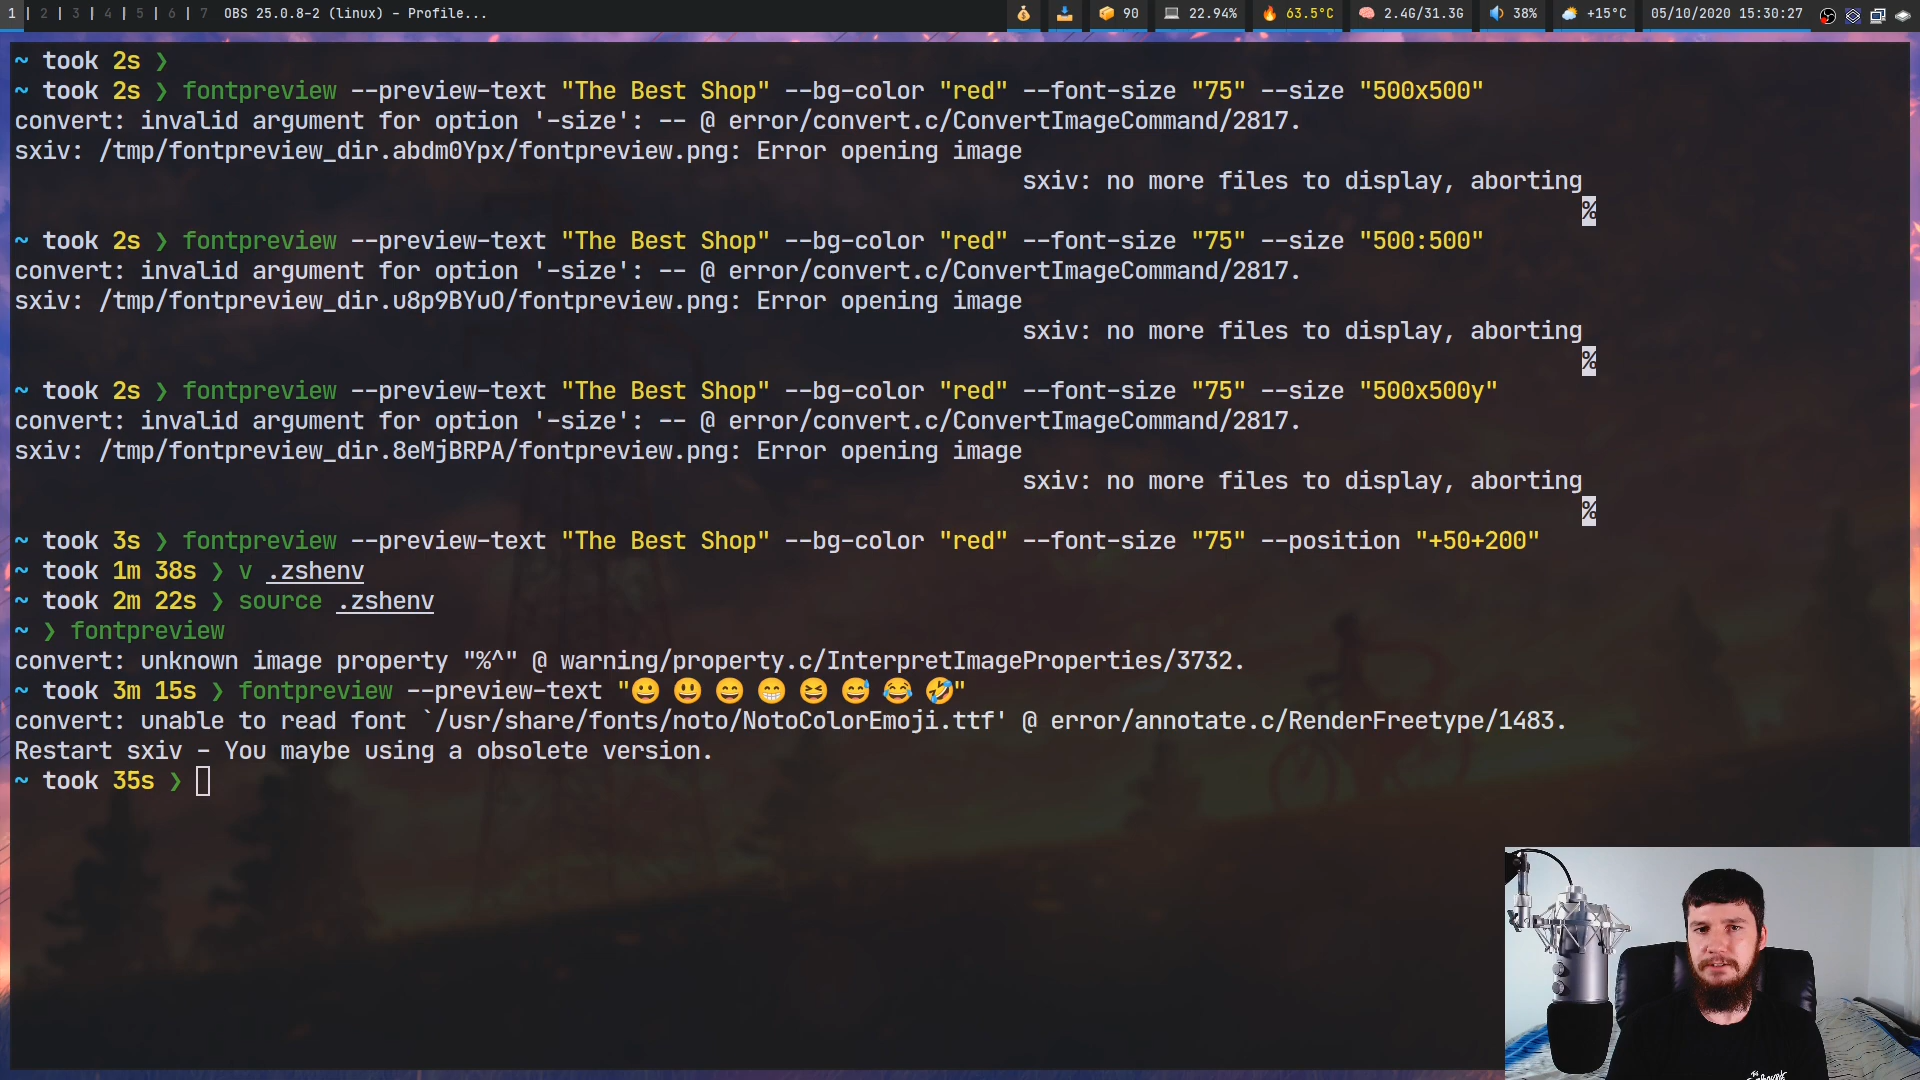 1 | 2 | 3 | 4 | 5 | 6 | 7 OBS 25.0.8-2 (linux) - Profile... 90 22.94% 63.5°C 2.4G/31.3G 38% +15°C 05/10/2020 15:30:27
~ took 2s ❯
~ took 2s ❯ fontpreview --preview-text "The Best Shop" --bg-color "red" --font-size "75" --size "500x500"
convert: invalid argument for option '-size': -- @ error/convert.c/ConvertImageCommand/2817.
sxiv: /tmp/fontpreview_dir.abdm0Ypx/fontpreview.png: Error opening image
sxiv: no more files to display, aborting
%
~ took 2s ❯ fontpreview --preview-text "The Best Shop" --bg-color "red" --font-size "75" --size "500:500"
convert: invalid argument for option '-size': -- @ error/convert.c/ConvertImageCommand/2817.
sxiv: /tmp/fontpreview_dir.u8p9BYuO/fontpreview.png: Error opening image
sxiv: no more files to display, aborting
%
~ took 2s ❯ fontpreview --preview-text "The Best Shop" --bg-color "red" --font-size "75" --size "500x500y"
convert: invalid argument for option '-size': -- @ error/convert.c/ConvertImageCommand/2817.
sxiv: /tmp/fontpreview_dir.8eMjBRPA/fontpreview.png: Error opening image
sxiv: no more files to display, aborting
%
~ took 3s ❯ fontpreview --preview-text "The Best Shop" --bg-color "red" --font-size "75" --position "+50+200"
~ took 1m 38s ❯ v .zshenv
~ took 2m 22s ❯ source .zshenv
~ ❯ fontpreview
convert: unknown image property "%^" @ warning/property.c/InterpretImageProperties/3732.
~ took 3m 15s ❯ fontpreview --preview-text "😀 😃 😄 😁 😆 😅 😂 🤣"
convert: unable to read font `/usr/share/fonts/noto/NotoColorEmoji.ttf' @ error/annotate.c/RenderFreetype/1483.
Restart sxiv - You maybe using a obsolete version.
~ took 35s ❯